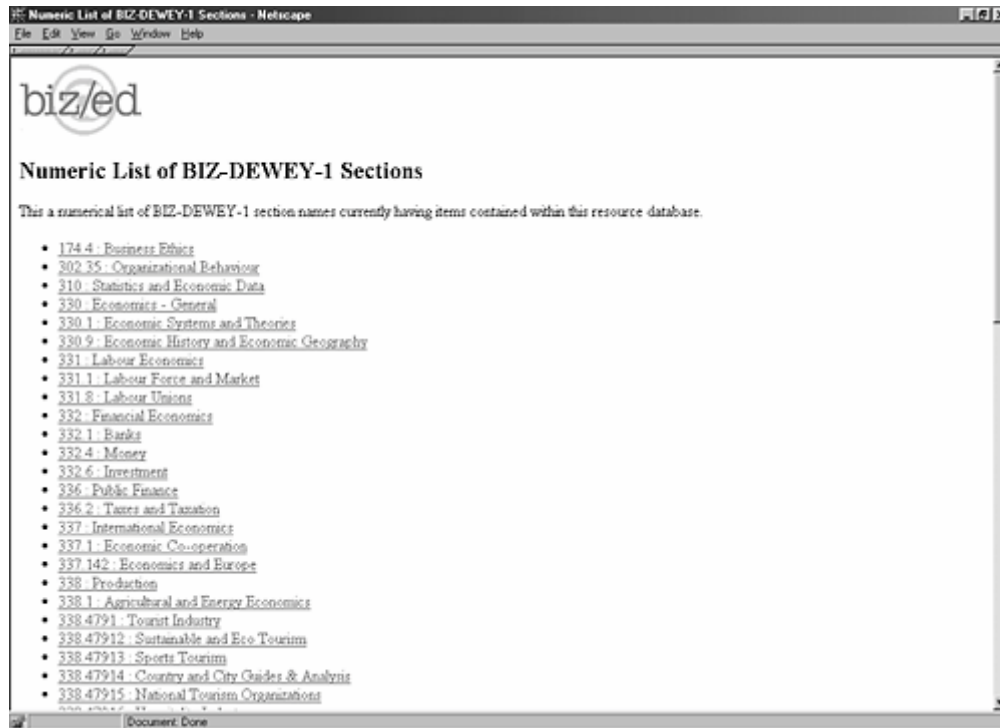 Numeric List of BIZ-DEWEY-1 Sections - Netscape
File Edit View Go Window Help
biz/ed
Numeric List of BIZ-DEWEY-1 Sections
This a numerical list of BIZ-DEWEY-1 section names currently having items contained within this resource database.
• 174.4 : Business Ethics
• 302.35 : Organizational Behaviour
• 310 : Statistics and Economic Data
• 330 : Economics - General
• 330.1 : Economic Systems and Theories
• 330.9 : Economic History and Economic Geography
• 331 : Labour Economics
• 331.1 : Labour Force and Market
• 331.8 : Labour Unions
• 332 : Financial Economics
• 332.1 : Banks
• 332.4 : Money
• 332.6 : Investment
• 336 : Public Finance
• 336.2 : Taxes and Taxation
• 337 : International Economics
• 337.1 : Economic Co-operation
• 337.142 : Economics and Europe
• 338 : Production
• 338.1 : Agricultural and Energy Economics
• 338.4791 : Tourist Industry
• 338.47912 : Sustainable and Eco Tourism
• 338.47913 : Sports Tourism
• 338.47914 : Country and City Guides & Analysis
• 338.47915 : National Tourism Organizations
Document: Done